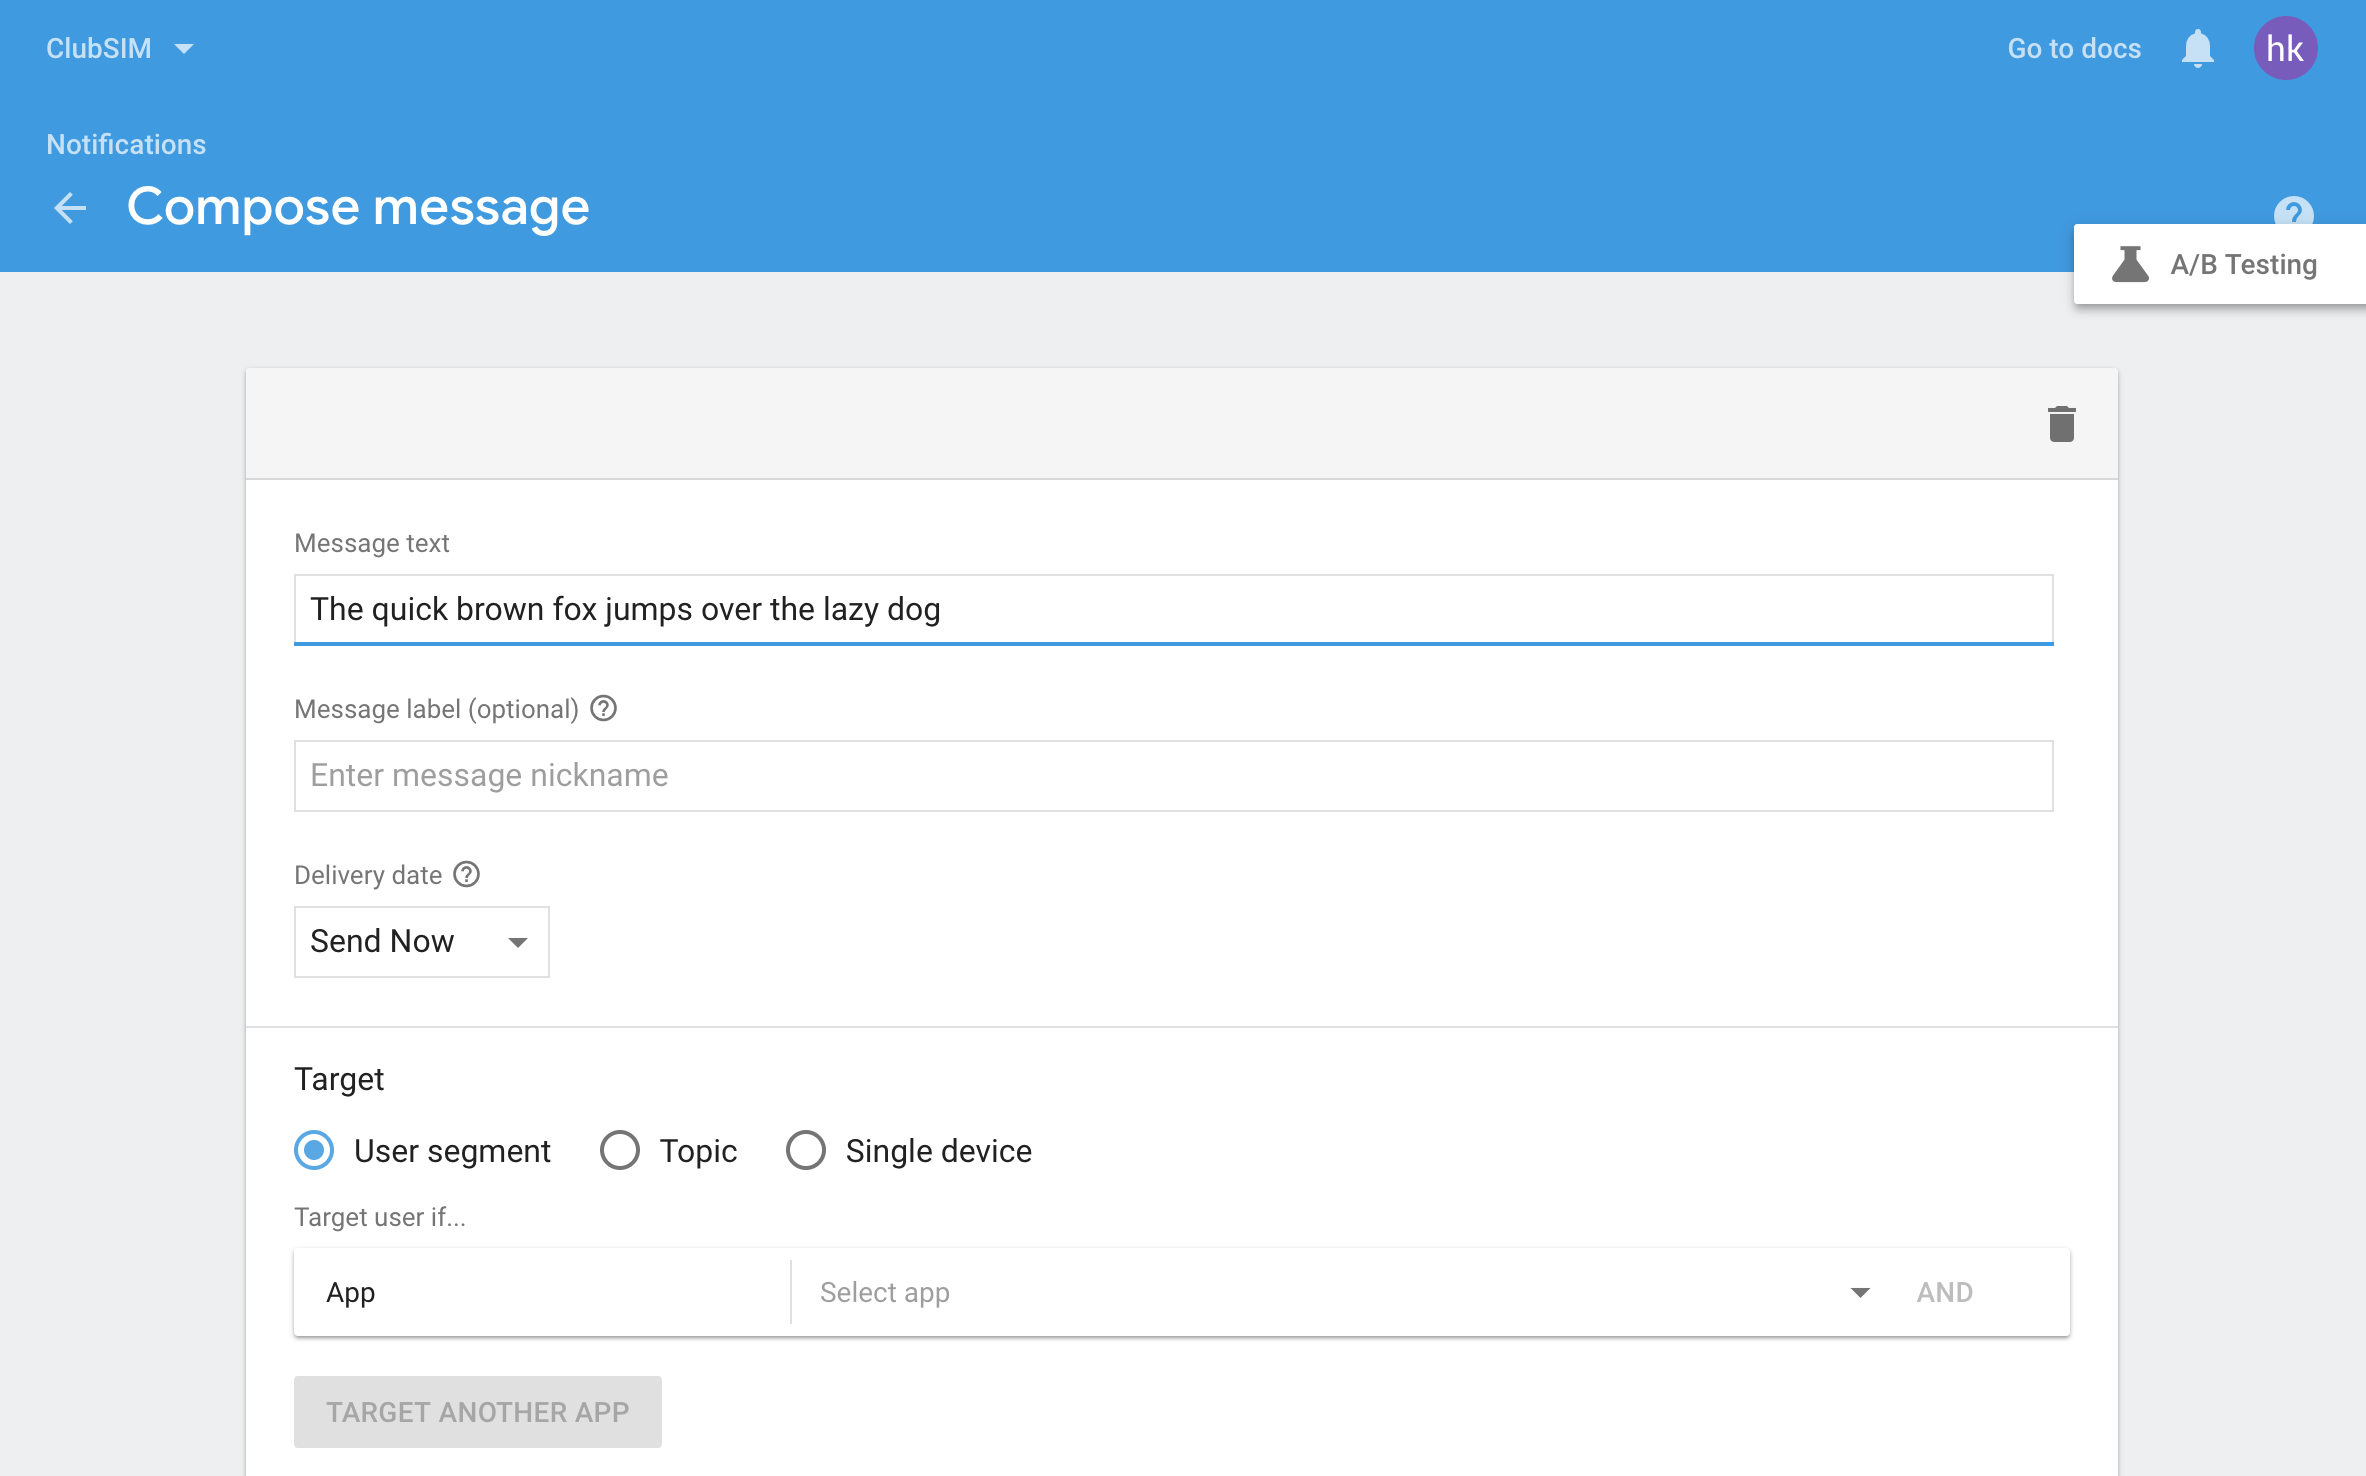 ClubSIM
Go to docs
hk
Notifications
Compose message
?
A/B Testing
Message text
The quick brown fox jumps over the lazy dog
Message label (optional) ?
Enter message nickname
Delivery date ?
Send Now
Target
User segment
Topic
Single device
Target user if...
App
Select app
AND
TARGET ANOTHER APP